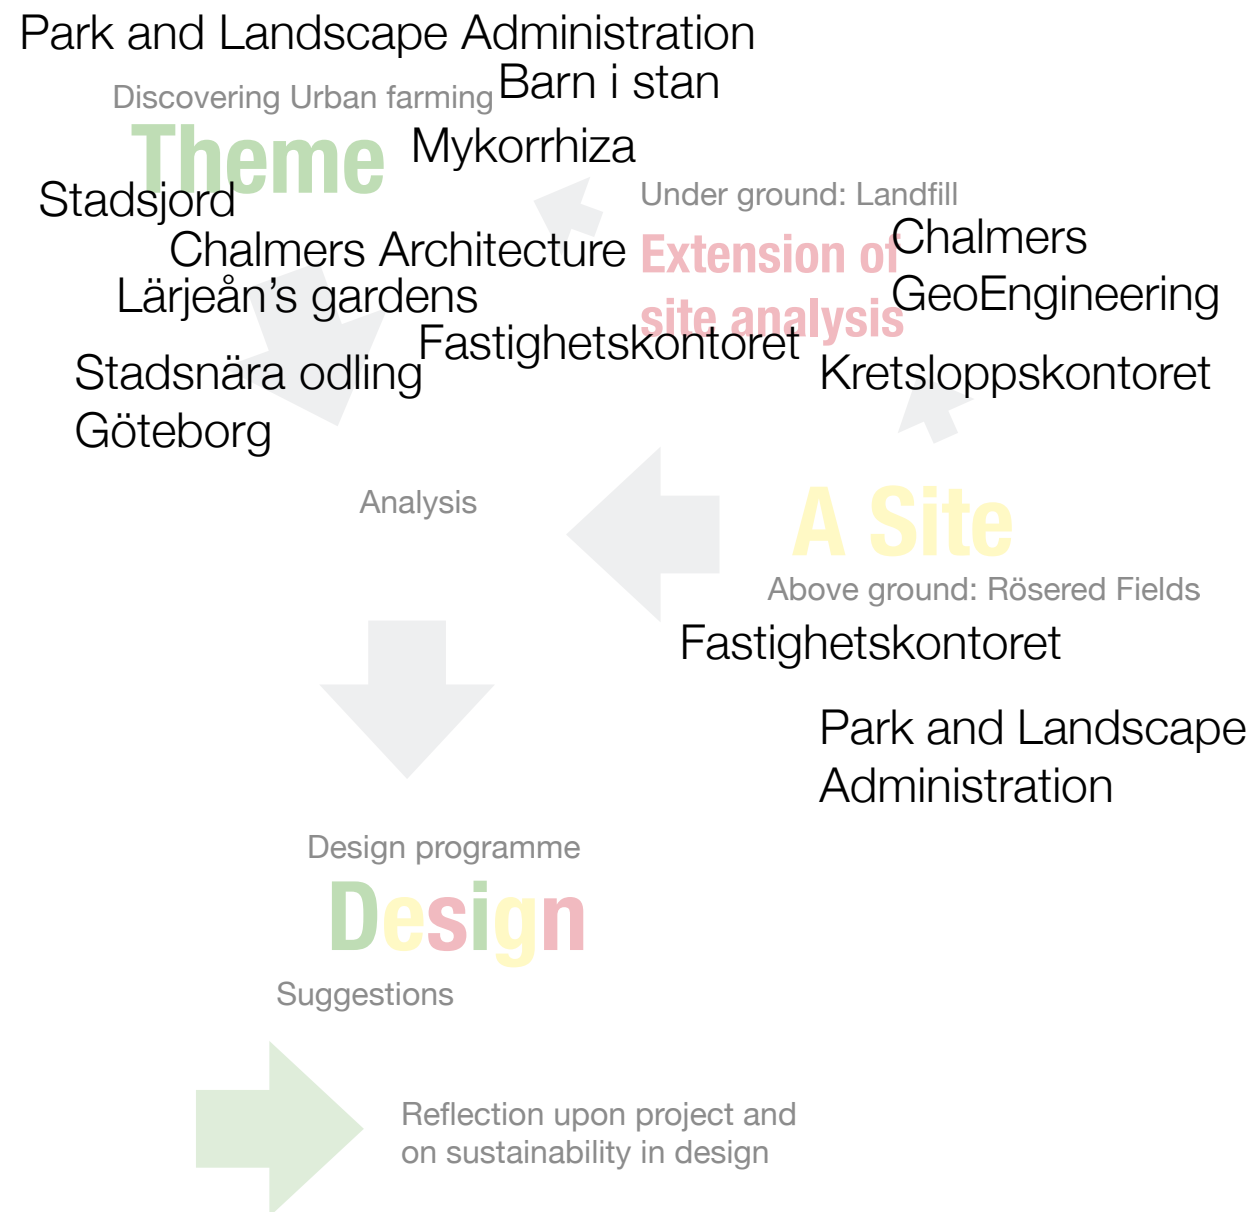 Park and Landscape Administration
Discovering Urban farming
Barn i stan
Theme
Mykorrhiza
Stadsjord
Under ground: Landfill
Chalmers Architecture
Extension of
site analysis
Chalmers
GeoEngineering
Lärjeån’s gardens
Fastighetskontoret
Stadsnära odling
Göteborg
Kretsloppskontoret
Analysis
A Site
Above ground: Rösered Fields
Fastighetskontoret
Park and Landscape
Administration
Design programme
Design
Suggestions
Reflection upon project and
on sustainability in design